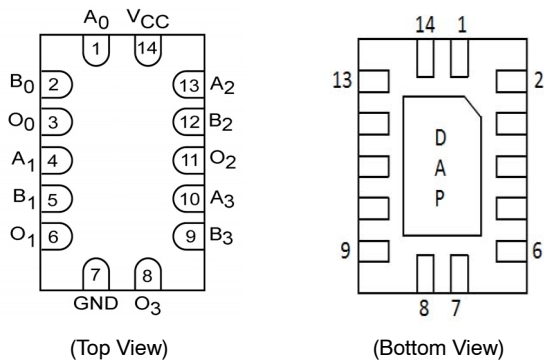 A0 VCC
1 14
B0 2 13 A2
O0 3 12 B2
A1 4 11 O2
B1 5 10 A3
O1 6 9 B3
7 8
GND O3
(Top View)
14 1
13 2
D
A
P
9 6
8 7
(Bottom View)